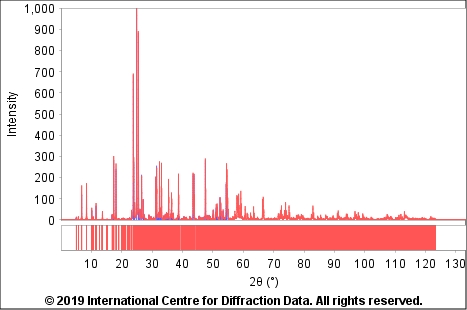 1,000
900
800
700
600
500
400
300
200
100
0
Intensity
10 20 30 40 50 60 70 80 90 100 110 120 130
2θ (°)
© 2019 International Centre for Diffraction Data. All rights reserved.